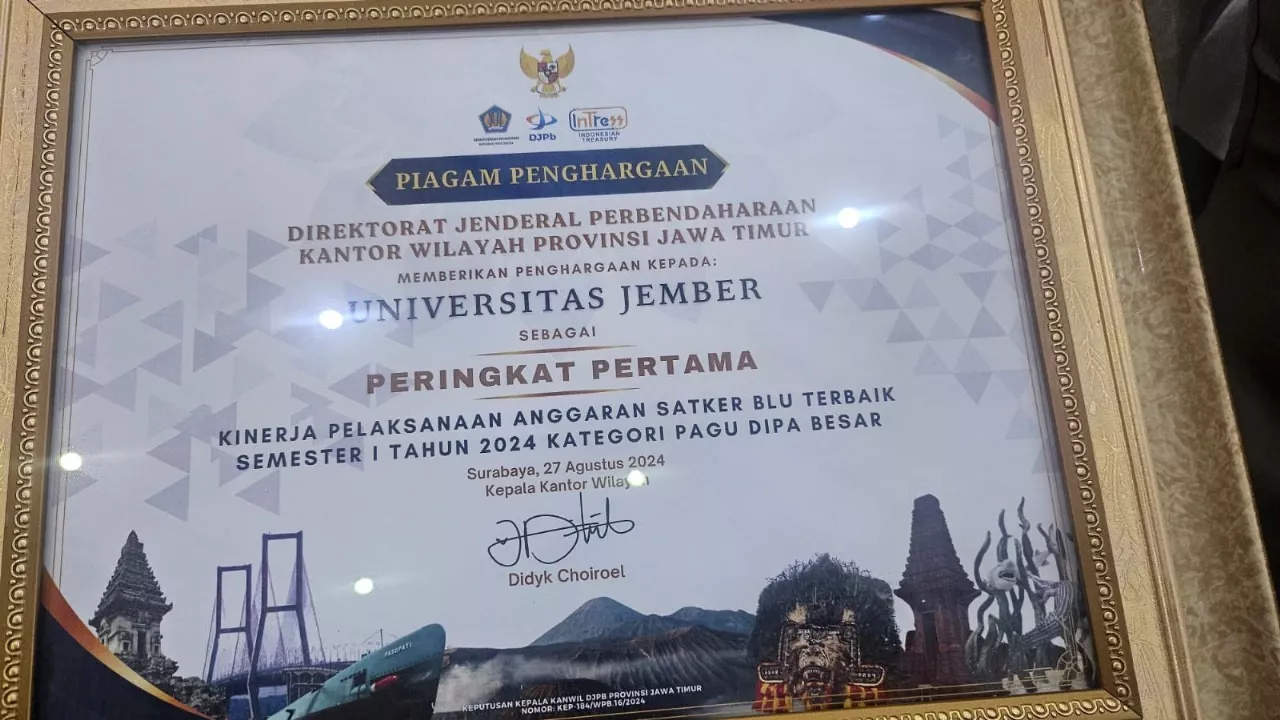 DJPb
InTress
INDONESIAN
TREASURY
PIAGAM PENGHARGAAN
DIREKTORAT JENDERAL PERBENDAHARAAN
KANTOR WILAYAH PROVINSI JAWA TIMUR
MEMBERIKAN PENGHARGAAN KEPADA:
UNIVERSITAS JEMBER
SEBAGAI
PERINGKAT PERTAMA
KINERJA PELAKSANAAN ANGGARAN SATKER BLU TERBAIK
SEMESTER I TAHUN 2024 KATEGORI PAGU DIPA BESAR
Surabaya, 27 Agustus 2024
Kepala Kantor Wilayah
Didyk Choiroel
PASOPATI
KEPUTUSAN KEPALA KANWIL DJPB PROVINSI JAWA TIMUR
NOMOR: KEP-184/WPB.16/2024